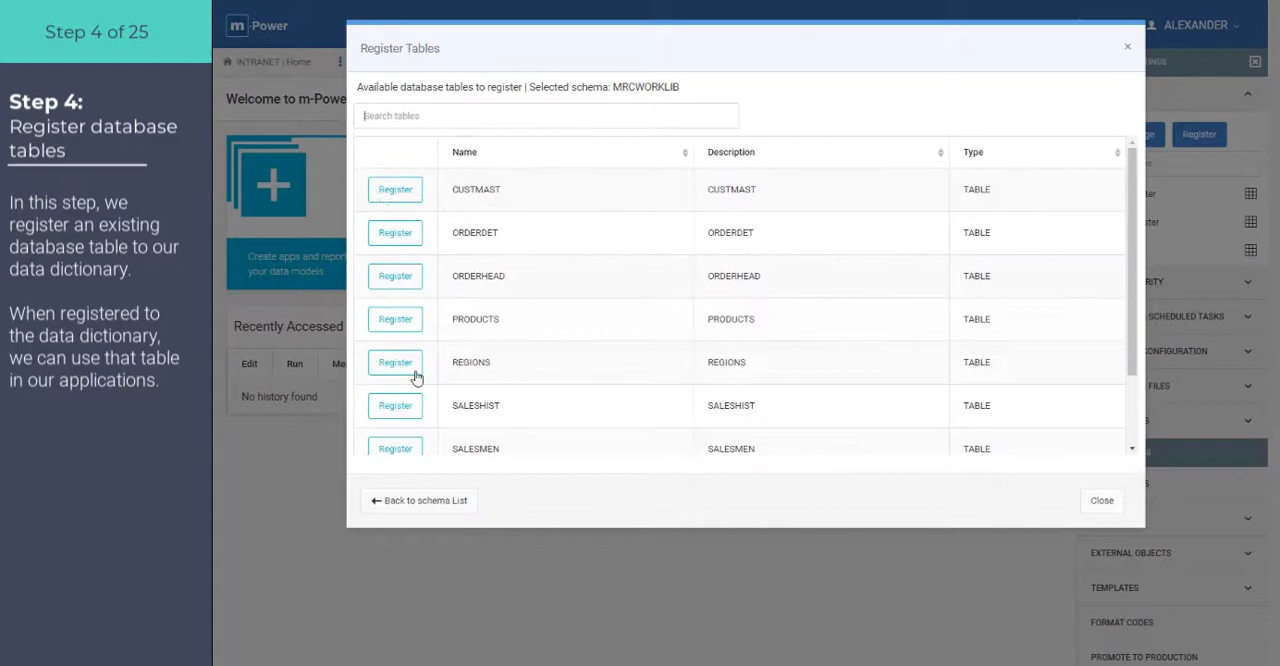 Step 4 of 25
Step 4:
Register database
tables
In this step, we
register an existing
database table to our
data dictionary.
When registered to
the data dictionary,
we can use that table
in our applications.
m -Power
ALEXANDER
INTRANET | Home
Welcome to m-Powe
Create apps and report
your data models
Recently Accessed
Edit Run Me
No history found
Register Tables
×
Available database tables to register | Selected schema: MRCWORKLIB
Search tables
Name Description Type
Register CUSTMAST CUSTMAST TABLE
Register ORDERDET ORDERDET TABLE
Register ORDERHEAD ORDERHEAD TABLE
Register PRODUCTS PRODUCTS TABLE
Register REGIONS REGIONS TABLE
Register SALESHIST SALESHIST TABLE
Register SALESMEN SALESMEN TABLE
Back to schema List
Close
Register
SCHEDULED TASKS
FILES
EXTERNAL OBJECTS
TEMPLATES
FORMAT CODES
PROMOTE TO PRODUCTION